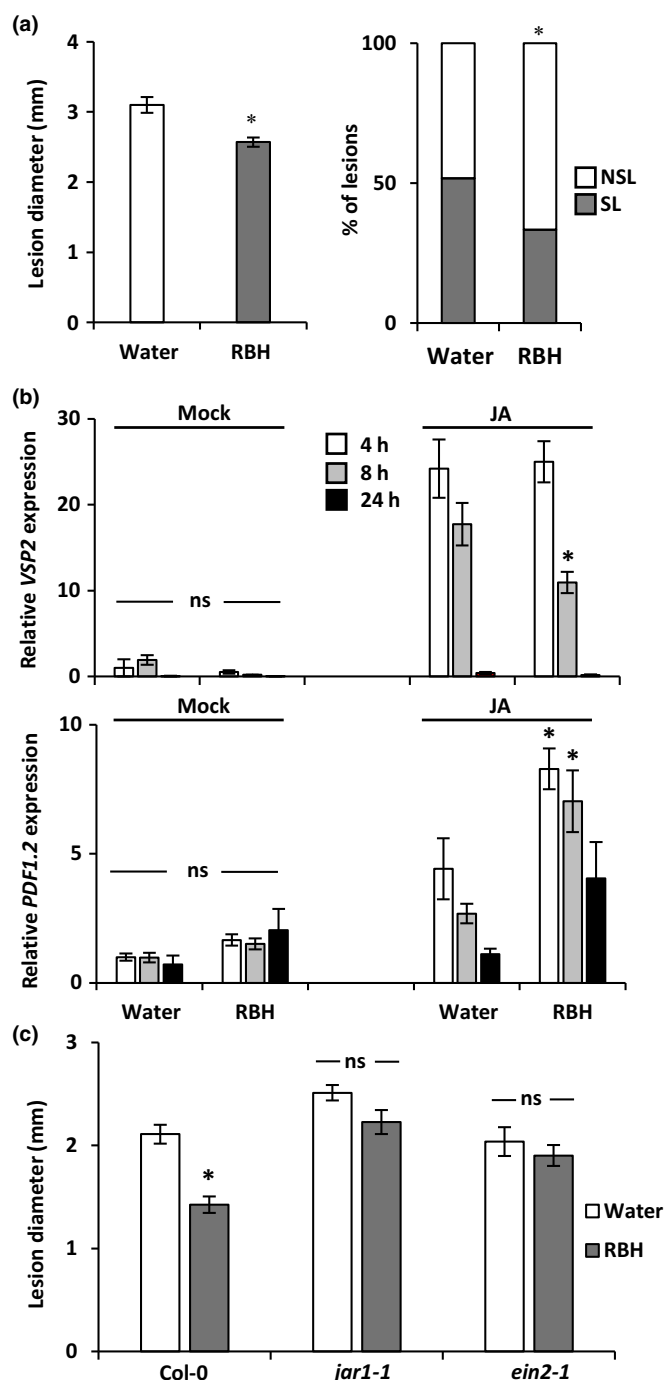 (a)
4
3
2
1
0
Lesion diameter (mm)
*
Water RBH
100
50
0
% of lesions
*
NSL
SL
Water RBH
(b)
Mock JA
30
20
10
0
Relative VSP2 expression
4 h
8 h
24 h
ns
*
Mock JA
10
5
0
Relative PDF1.2 expression
ns
* *
Water RBH Water RBH
(c)
3
2
1
0
Lesion diameter (mm)
*
ns
ns
Water
RBH
Col-0 jar1-1 ein2-1